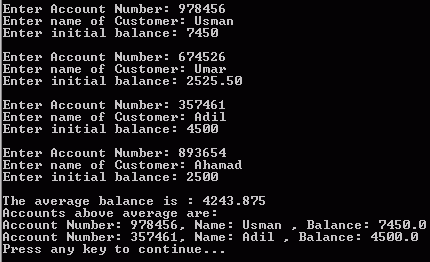 Enter Account Number: 978456
Enter name of Customer: Usman
Enter initial balance: 7450
Enter Account Number: 674526
Enter name of Customer: Umar
Enter initial balance: 2525.50
Enter Account Number: 357461
Enter name of Customer: Adil
Enter initial balance: 4500
Enter Account Number: 893654
Enter name of Customer: Ahamad
Enter initial balance: 2500
The average balance is : 4243.875
Accounts above average are:
Account Number: 978456, Name: Usman , Balance: 7450.0
Account Number: 357461, Name: Adil , Balance: 4500.0
Press any key to continue...